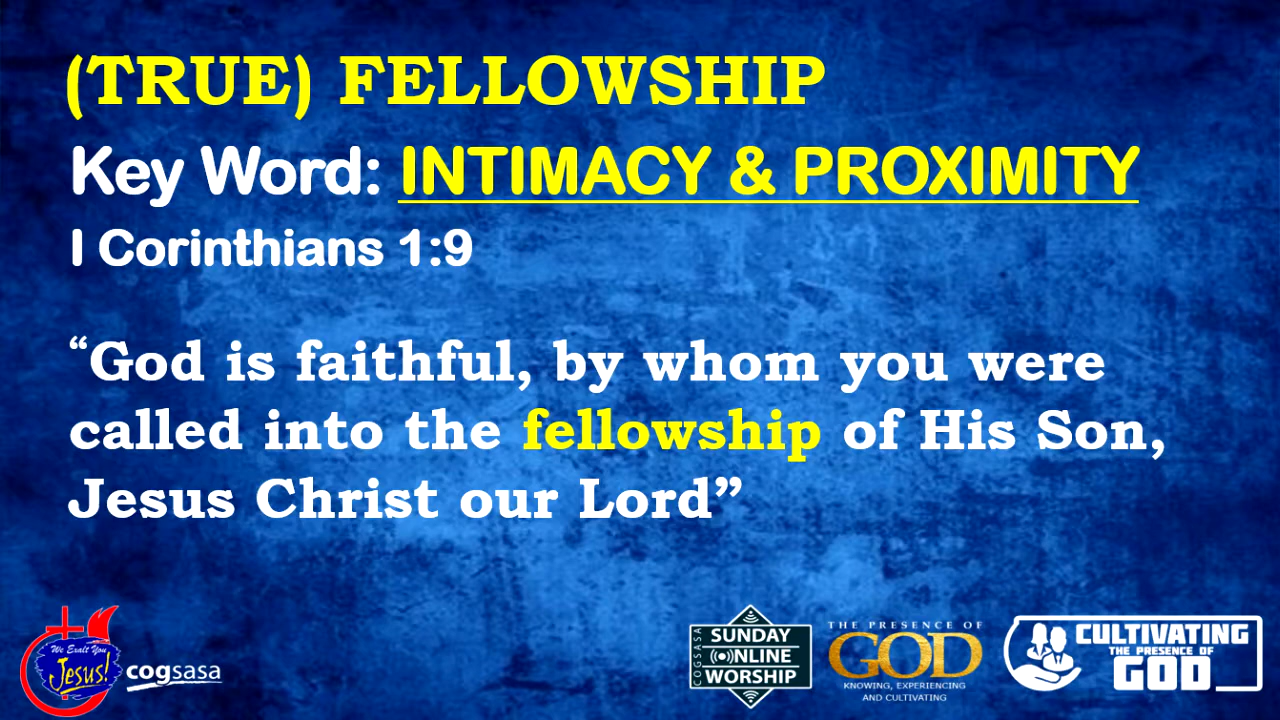 (TRUE) FELLOWSHIP
Key Word: INTIMACY & PROXIMITY
I Corinthians 1:9
“God is faithful, by whom you were
called into the fellowship of His Son,
Jesus Christ our Lord”
We Exalt You
Jesus!
cogsasa
COGSASA
SUNDAY
ONLINE
WORSHIP
THE PRESENCE OF
GOD
KNOWING, EXPERIENCING
AND CULTIVATING
CULTIVATING
THE PRESENCE OF
GOD